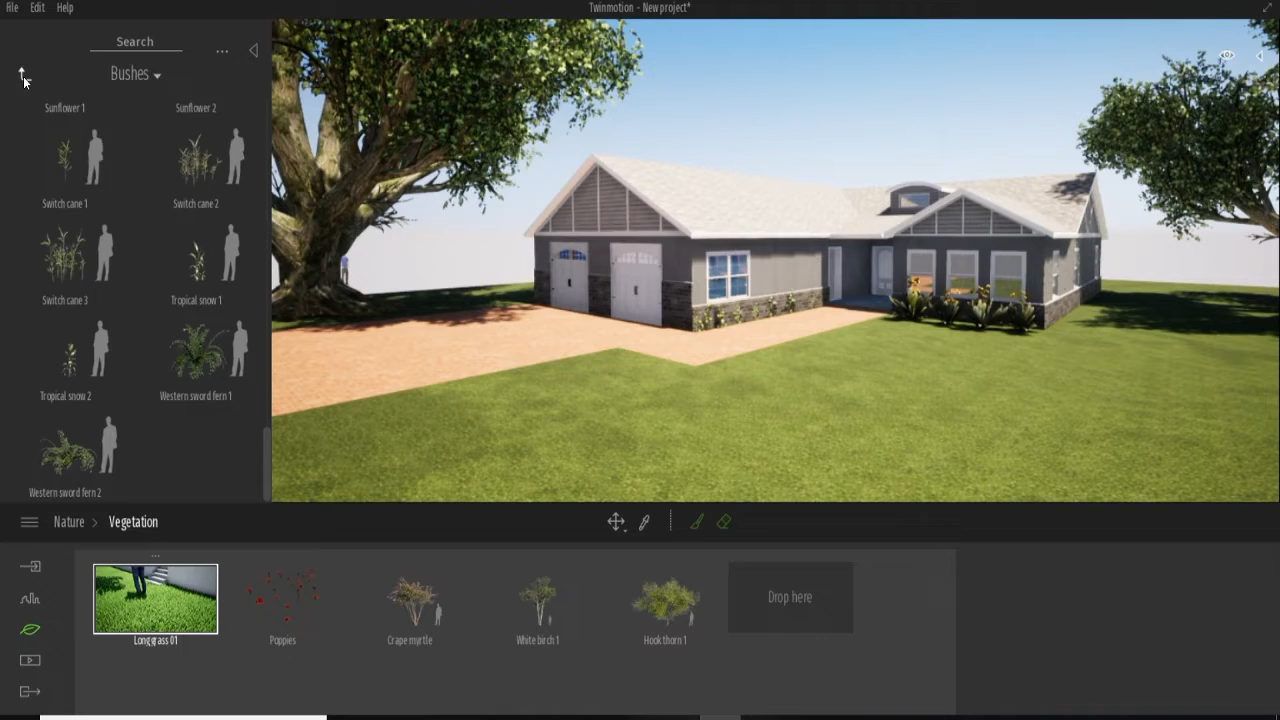 File Edit Help
Twinmotion - New project*
Search
...
Bushes
Sunflower 1
Sunflower 2
Switch cane 1
Switch cane 2
Switch cane 3
Tropical snow 1
Tropical snow 2
Western sword fern 1
Western sword fern 2
Nature > Vegetation
...
Long grass 01
Poppies
Crape myrtle
White birch 1
Hook thorn 1
Drop here